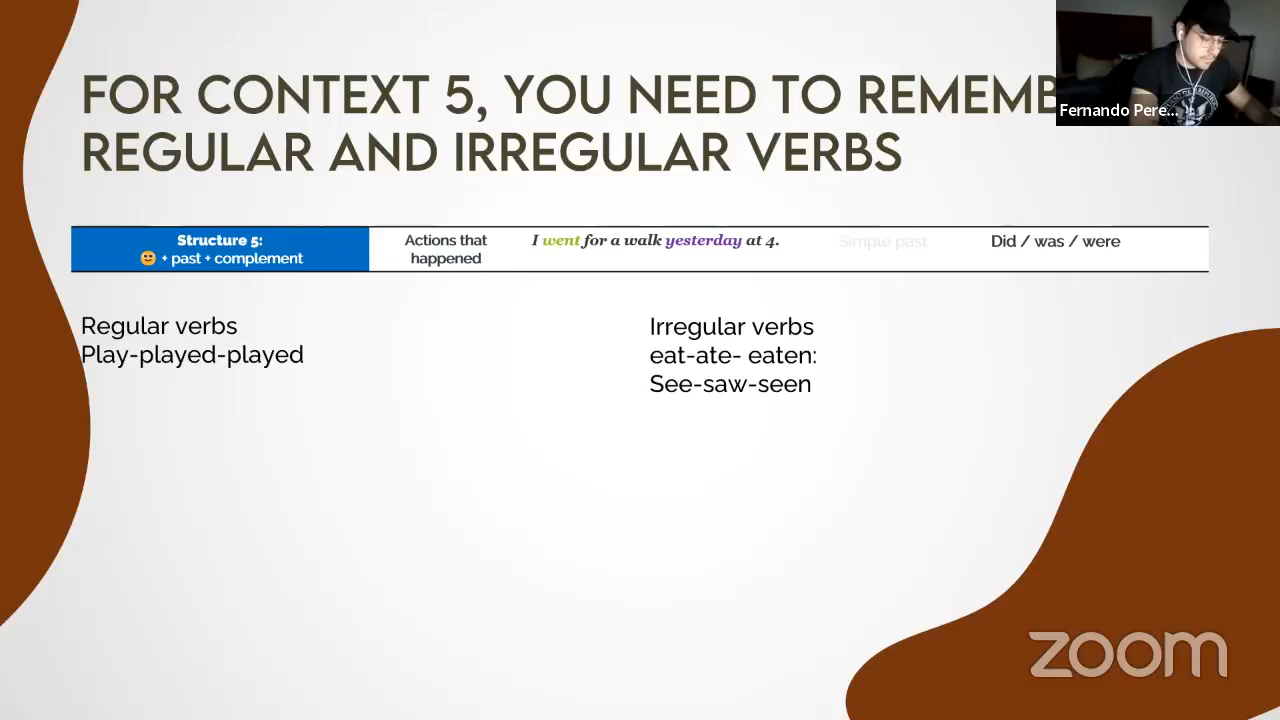 FOR CONTEXT 5, YOU NEED TO REMEMB
REGULAR AND IRREGULAR VERBS
Fernando Pere...
Structure 5:
🙂 + past + complement
Actions that
happened
I went for a walk yesterday at 4.
Simple past
Did / was / were
Regular verbs
Play-played-played
Irregular verbs
eat-ate- eaten:
See-saw-seen
zoom